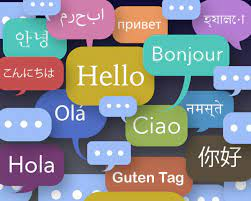 안녕
привет
Bonjour
こんにちは
Hello
नमस्ते
Olá
Ciao
你好
Hola
Guten Tag